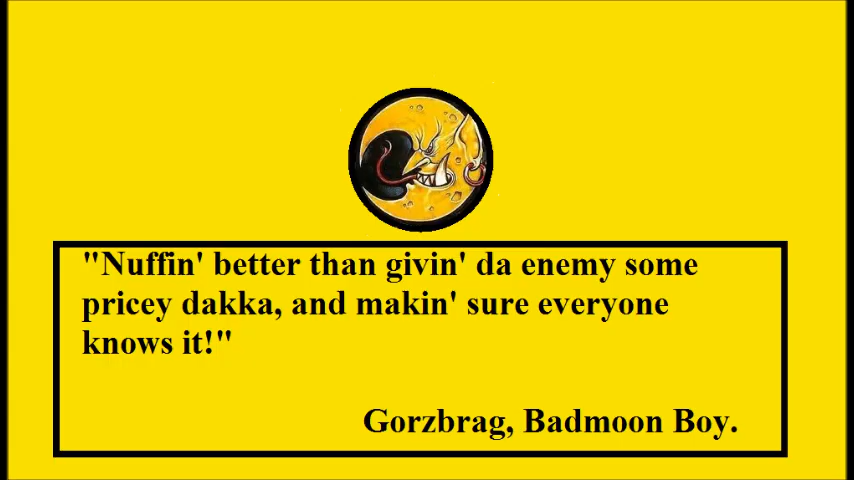 "Nuffin' better than givin' da enemy some
pricey dakka, and makin' sure everyone
knows it!"
Gorzbrag, Badmoon Boy.